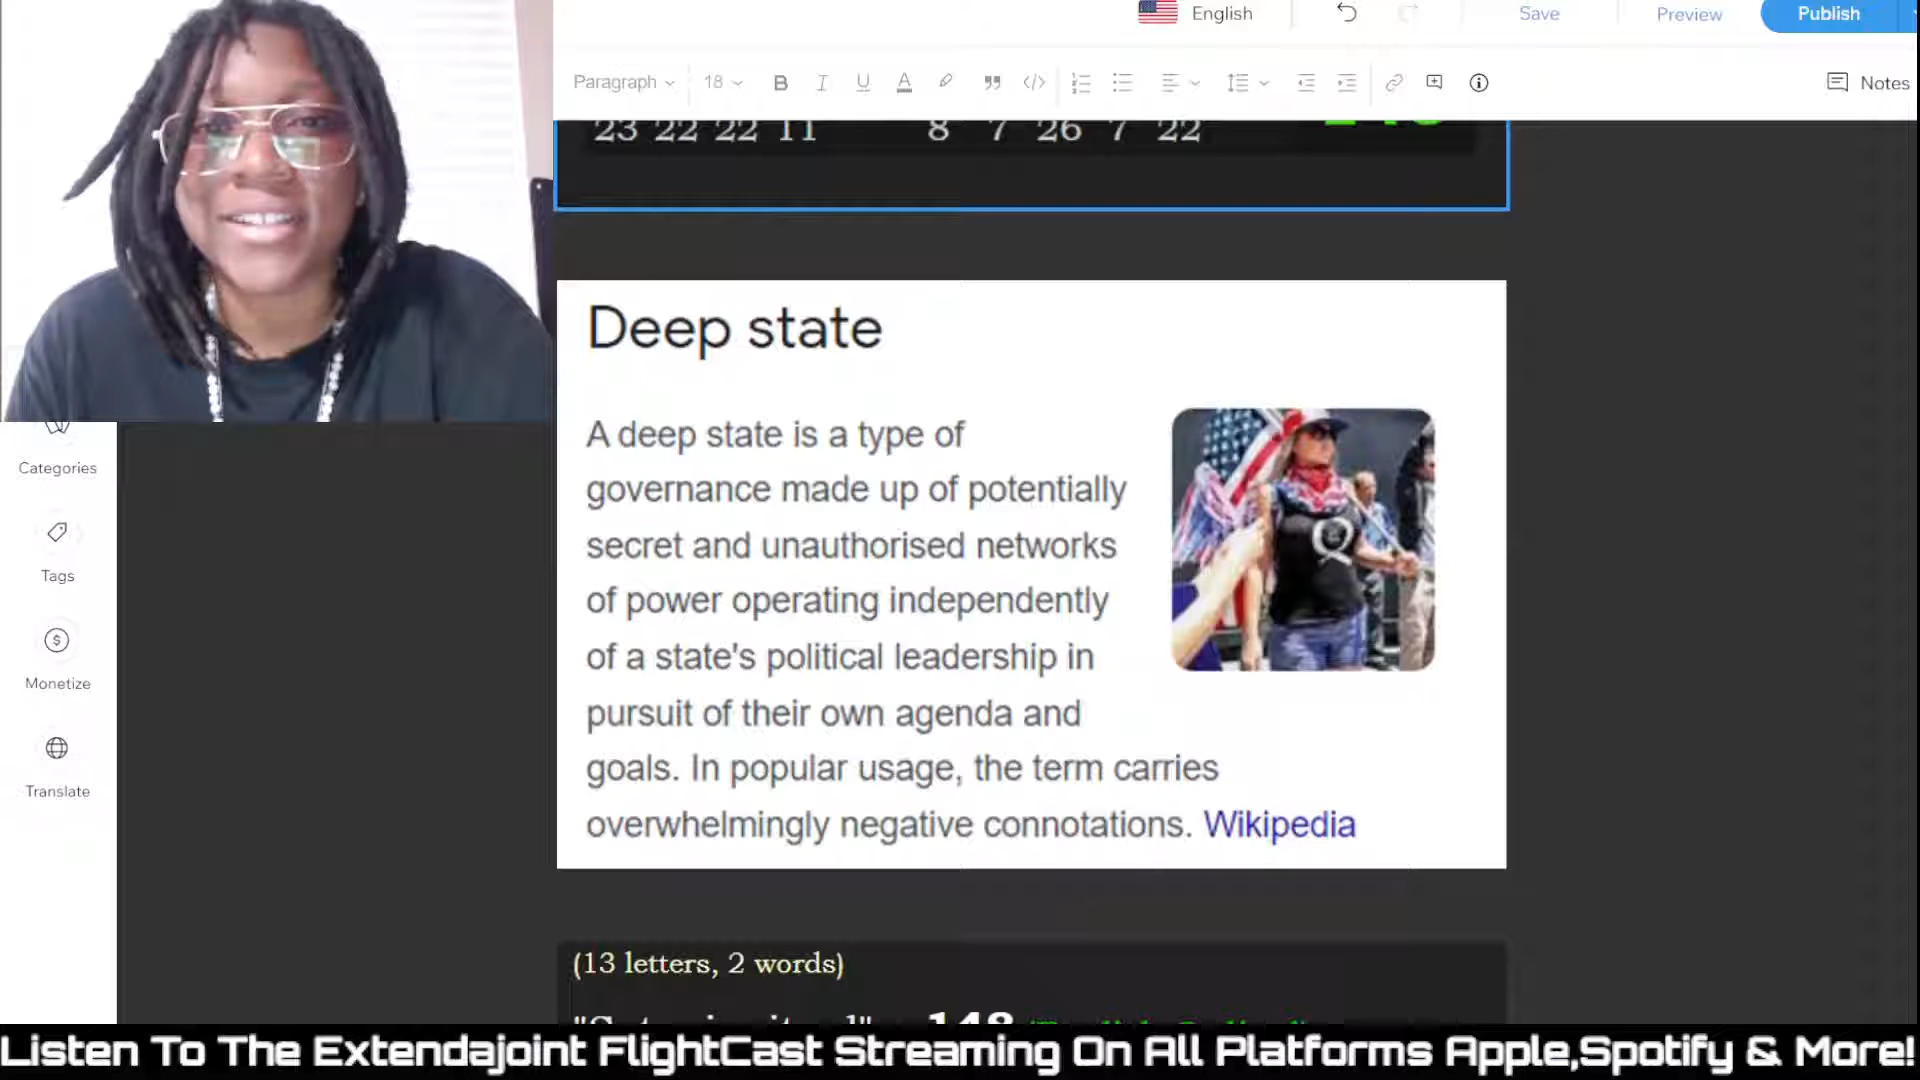 English
Save
Preview
Publish
Paragraph
18
Notes
23 22 22 11 8 7 26 7 22
Deep state
A deep state is a type of
governance made up of potentially
secret and unauthorised networks
of power operating independently
of a state's political leadership in
pursuit of their own agenda and
goals. In popular usage, the term carries
overwhelmingly negative connotations. Wikipedia
Q
Categories
Tags
Monetize
Translate
(13 letters, 2 words)
148
Listen To The Extendajoint FlightCast Streaming On All Platforms Apple,Spotify & More!